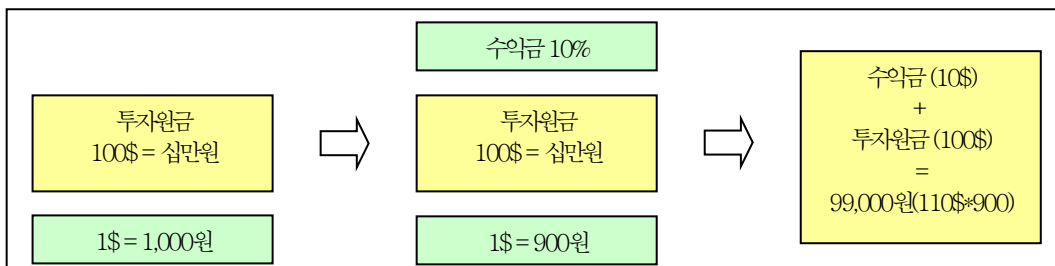 투자원금
100$ = 십만원
1$ = 1,000원
수익금 10%
투자원금
100$ = 십만원
1$ = 900원
수익금 (10$)
+
투자원금 (100$)
=
99,000원(110$*900)